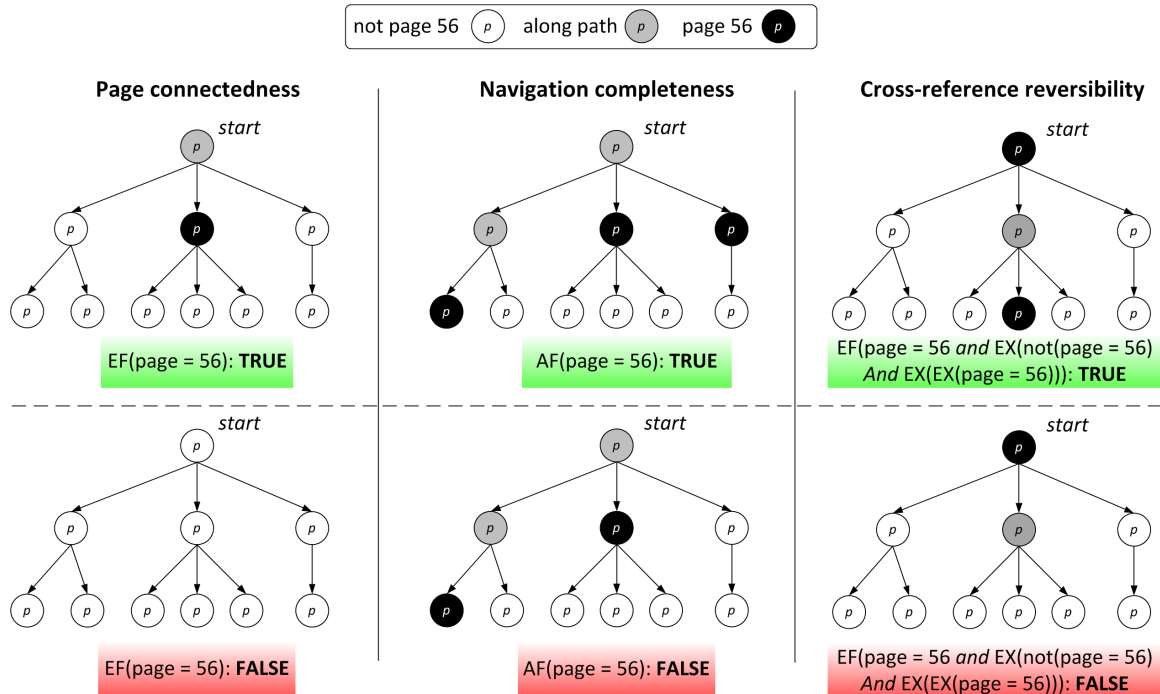 not page 56 p along path p page 56 p
Page connectedness
Navigation completeness
Cross-reference reversibility
start
p
p p p
p p p p p p
EF(page = 56): TRUE
start
p
p p p
p p p p p p
AF(page = 56): TRUE
start
p
p p p
p p p p p p
EF(page = 56 and EX(not(page = 56)
And EX(EX(page = 56))): TRUE
start
p
p p p
p p p p p p
EF(page = 56): FALSE
start
p
p p p
p p p p p p
AF(page = 56): FALSE
start
p
p p p
p p p p p p
EF(page = 56 and EX(not(page = 56)
And EX(EX(page = 56))): FALSE